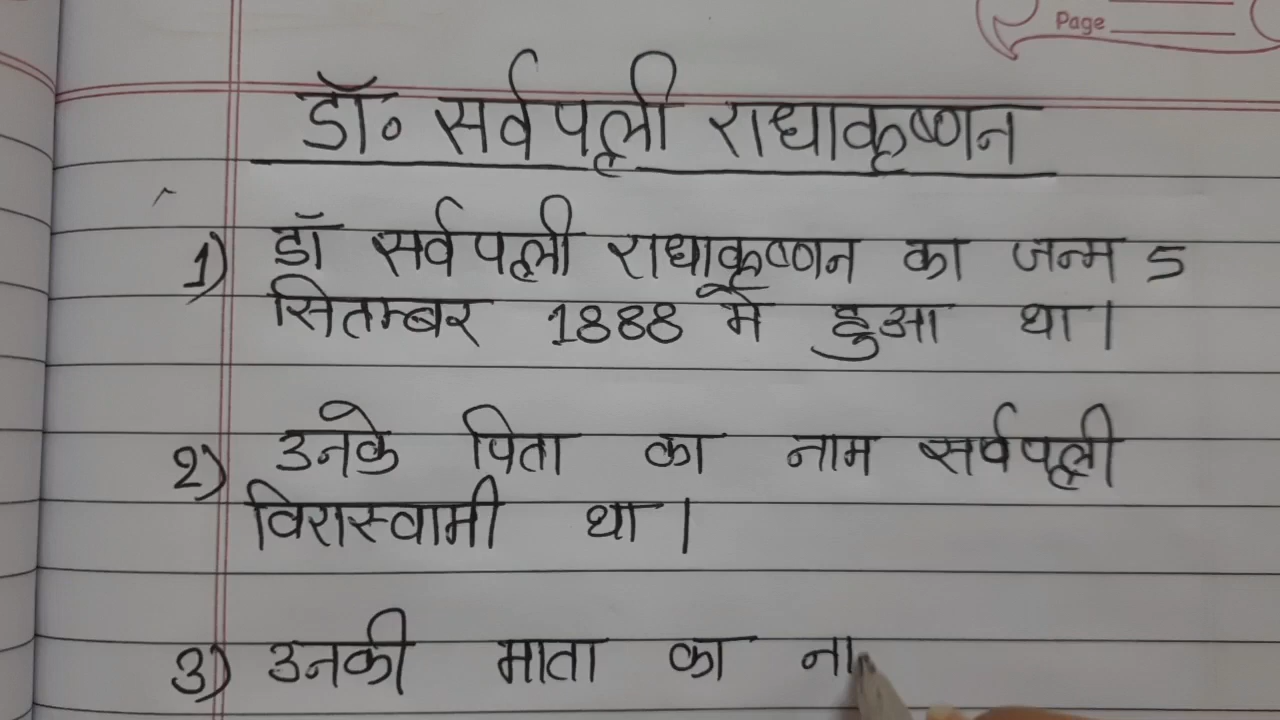 Page
डॉ० सर्वपल्ली राधाकृष्णन
1) डॉ सर्वपल्ली राधाकृष्णन का जन्म 5
सितम्बर 1888 में हुआ था।
2) उनके पिता का नाम सर्वपल्ली
विरास्वामी था।
3) उनकी माता का ना